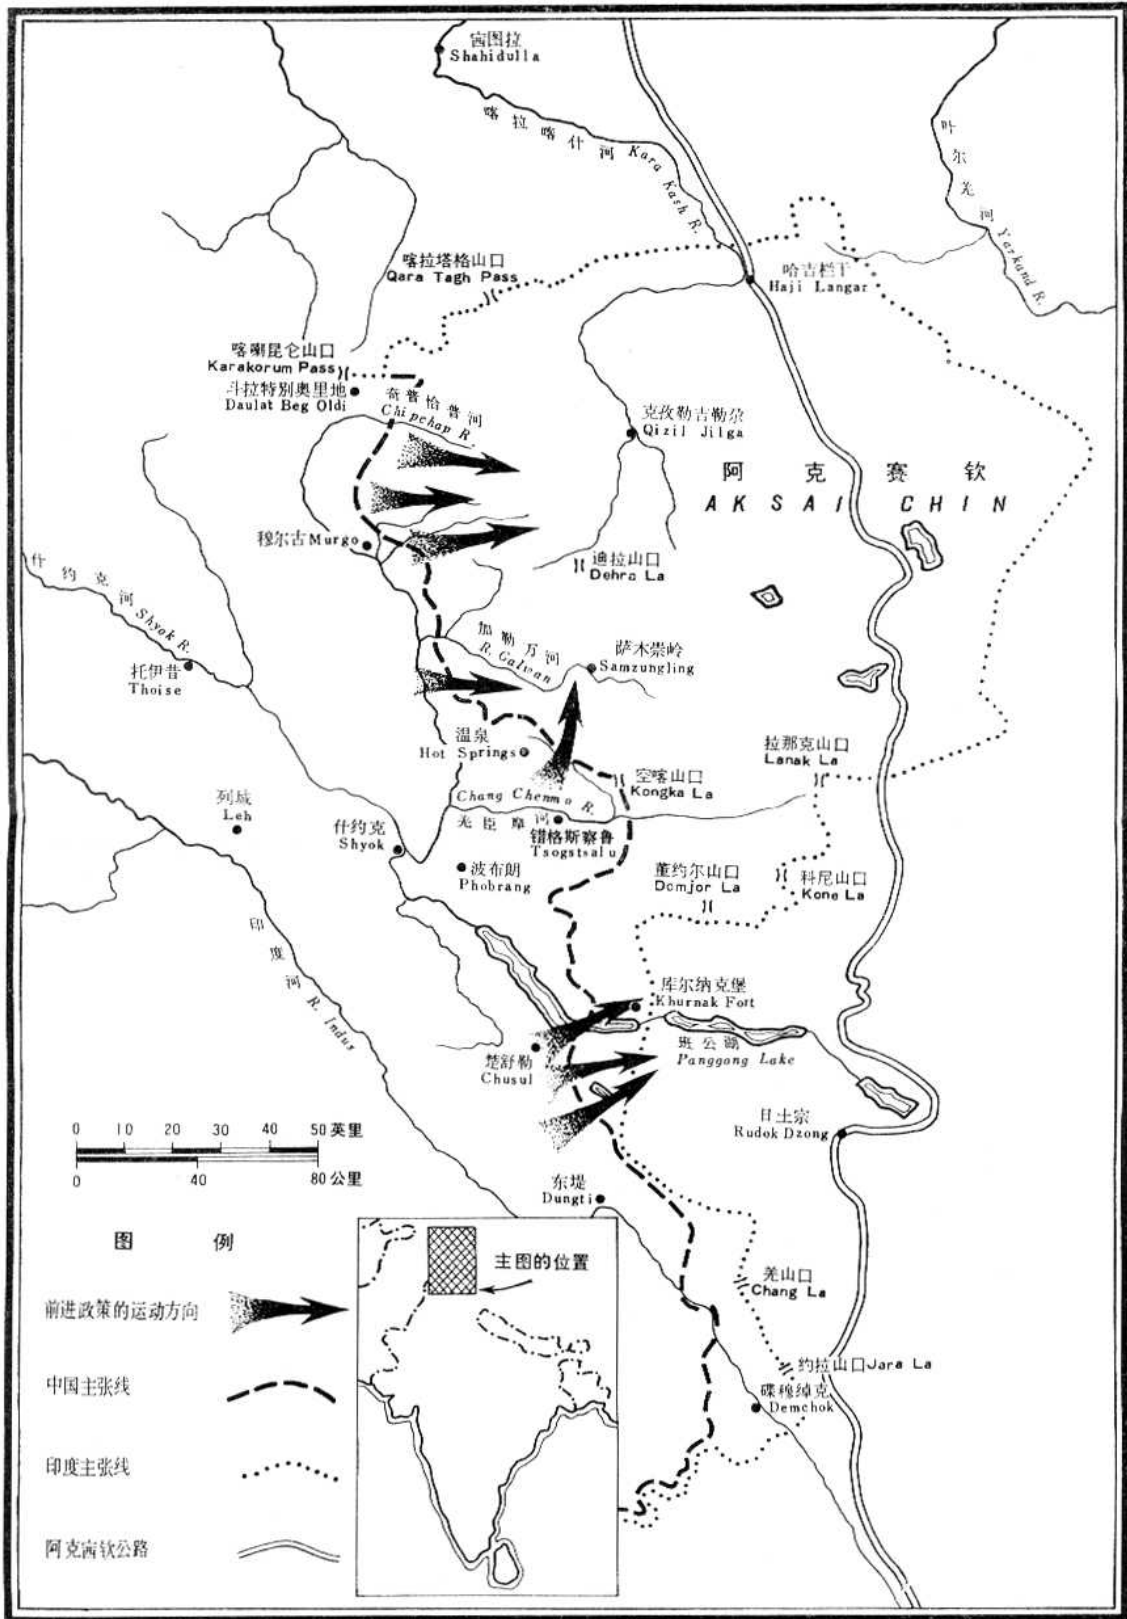 赛图拉
Shahidulla
喀拉喀什河 Kara Kash R.
叶尔羌河 Yarkand R.
喀拉塔格山口
Qara Tagh Pass
哈吉栏干
Haji Langar
喀喇昆仑山口
Karakorum Pass
斗拉特别奥里地
Daulat Beg Oldi
奇普恰普河
Chipchap R.
克孜勒吉勒尕
Qizil Jilga
阿克赛钦
AKSAI CHIN
穆尔古 Murgo
迪拉山口
Dehra La
什约克河 Shyok R.
托伊昔
Thoise
加勒万河
R. Galwan
萨木崇岭
Samzungling
温泉
Hot Springs
拉那克山口
Lanak La
空喀山口
Kongka La
列城
Leh
Chang Chenmo R.
羌臣摩河
什约克
Shyok
错格斯察鲁
Tsogstsalu
波布朗
Phobrang
董约尔山口
Domjor La
科尼山口
Kone La
印度河 R. Indus
库尔纳克堡
Khurnak Fort
班公湖
Panggong Lake
楚舒勒
Chusul
日土宗
Rudok Dzong
0 10 20 30 40 50 英里
0 40 80 公里
东堤
Dungti
图例
主图的位置
羌山口
Chang La
前进政策的运动方向
约拉山口 Jara La
中国主张线
碟穆绰克
Demchok
印度主张线
阿克赛钦公路